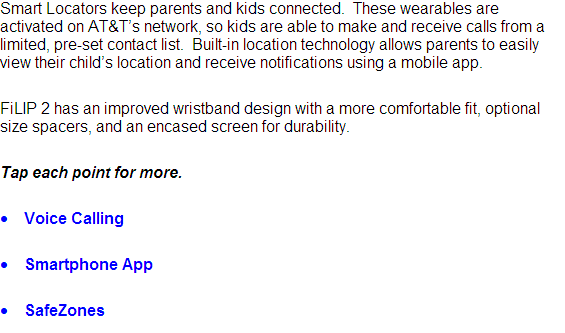 Smart Locators keep parents and kids connected.  These wearables are
activated on AT&T's network, so kids are able to make and receive calls from a
limited, pre-set contact list.  Built-in location technology allows parents to easily
view their child's location and receive notifications using a mobile app.
FiLIP 2 has an improved wristband design with a more comfortable fit, optional
size spacers, and an encased screen for durability.
Tap each point for more.
• Voice Calling
• Smartphone App
• SafeZones